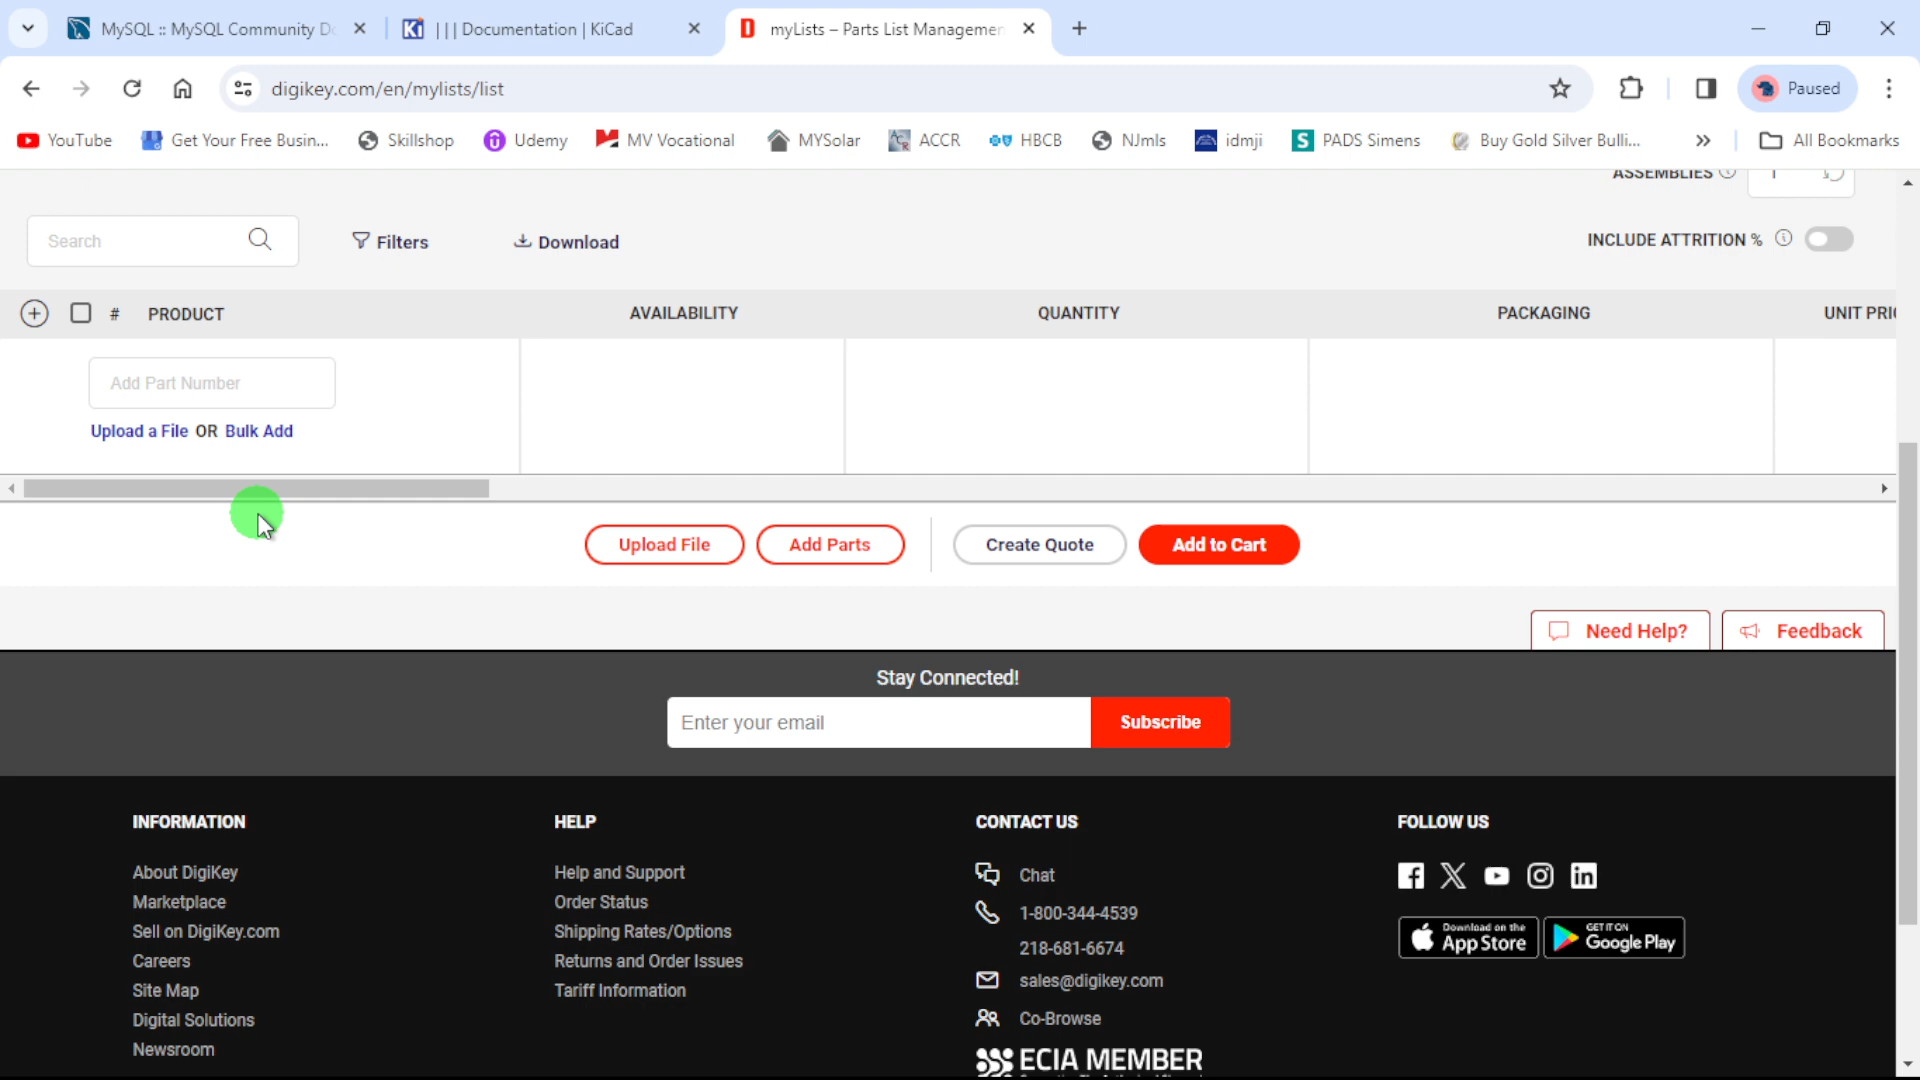 MySQL :: MySQL Community Do
| | | Documentation | KiCad
myLists – Parts List Managemen
digikey.com/en/mylists/list
Paused
YouTube
Get Your Free Busin...
Skillshop
Udemy
MV Vocational
MYSolar
ACCR
HBCB
NJmls
idmji
PADS Simens
Buy Gold Silver Bulli...
All Bookmarks
ASSEMBLIES
1
Search
Filters
Download
INCLUDE ATTRITION %
# PRODUCT
AVAILABILITY
QUANTITY
PACKAGING
UNIT PRIC
Add Part Number
Upload a File OR Bulk Add
Upload File
Add Parts
Create Quote
Add to Cart
Need Help?
Feedback
Stay Connected!
Enter your email
Subscribe
INFORMATION
About DigiKey
Marketplace
Sell on DigiKey.com
Careers
Site Map
Digital Solutions
Newsroom
HELP
Help and Support
Order Status
Shipping Rates/Options
Returns and Order Issues
Tariff Information
CONTACT US
Chat
1-800-344-4539
218-681-6674
sales@digikey.com
Co-Browse
ECIA MEMBER
FOLLOW US
Download on the
App Store
GET IT ON
Google Play